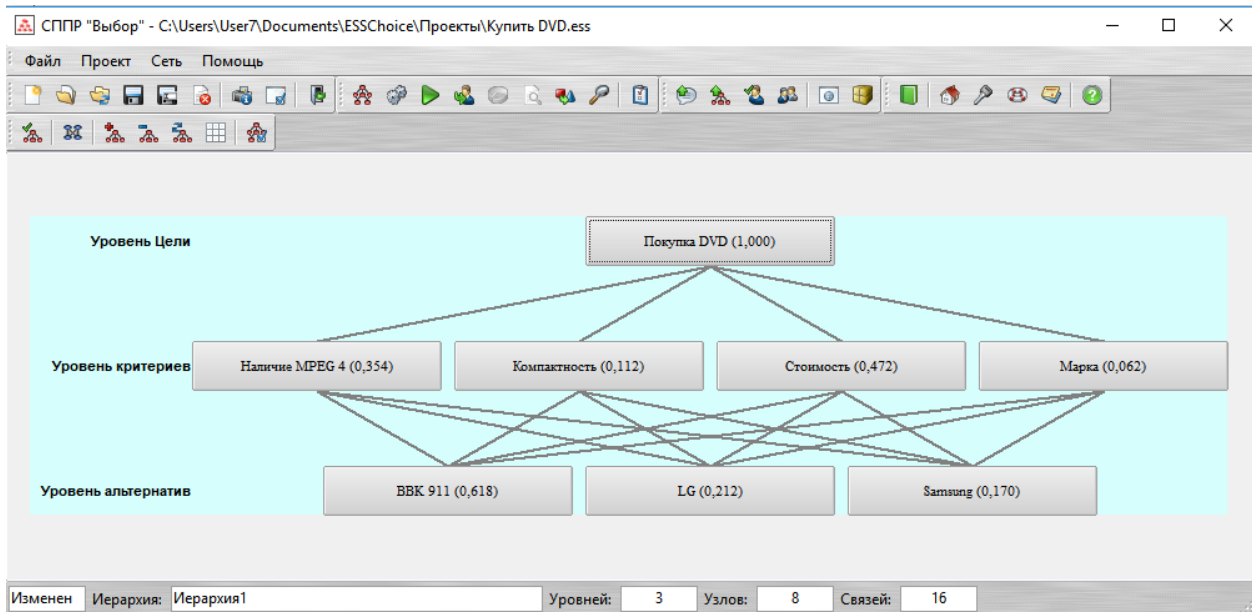 СППР "Выбор" - C:\Users\User7\Documents\ESSChoice\Проекты\Купить DVD.ess
Файл Проект Сеть Помощь
Уровень Цели
Покупка DVD (1,000)
Уровень критериев
Наличие MPEG 4 (0,354)
Компактность (0,112)
Стоимость (0,472)
Марка (0,062)
Уровень альтернатив
BBK 911 (0,618)
LG (0,212)
Samsung (0,170)
Изменен Иерархия: Иерархия1 Уровней: 3 Узлов: 8 Связей: 16